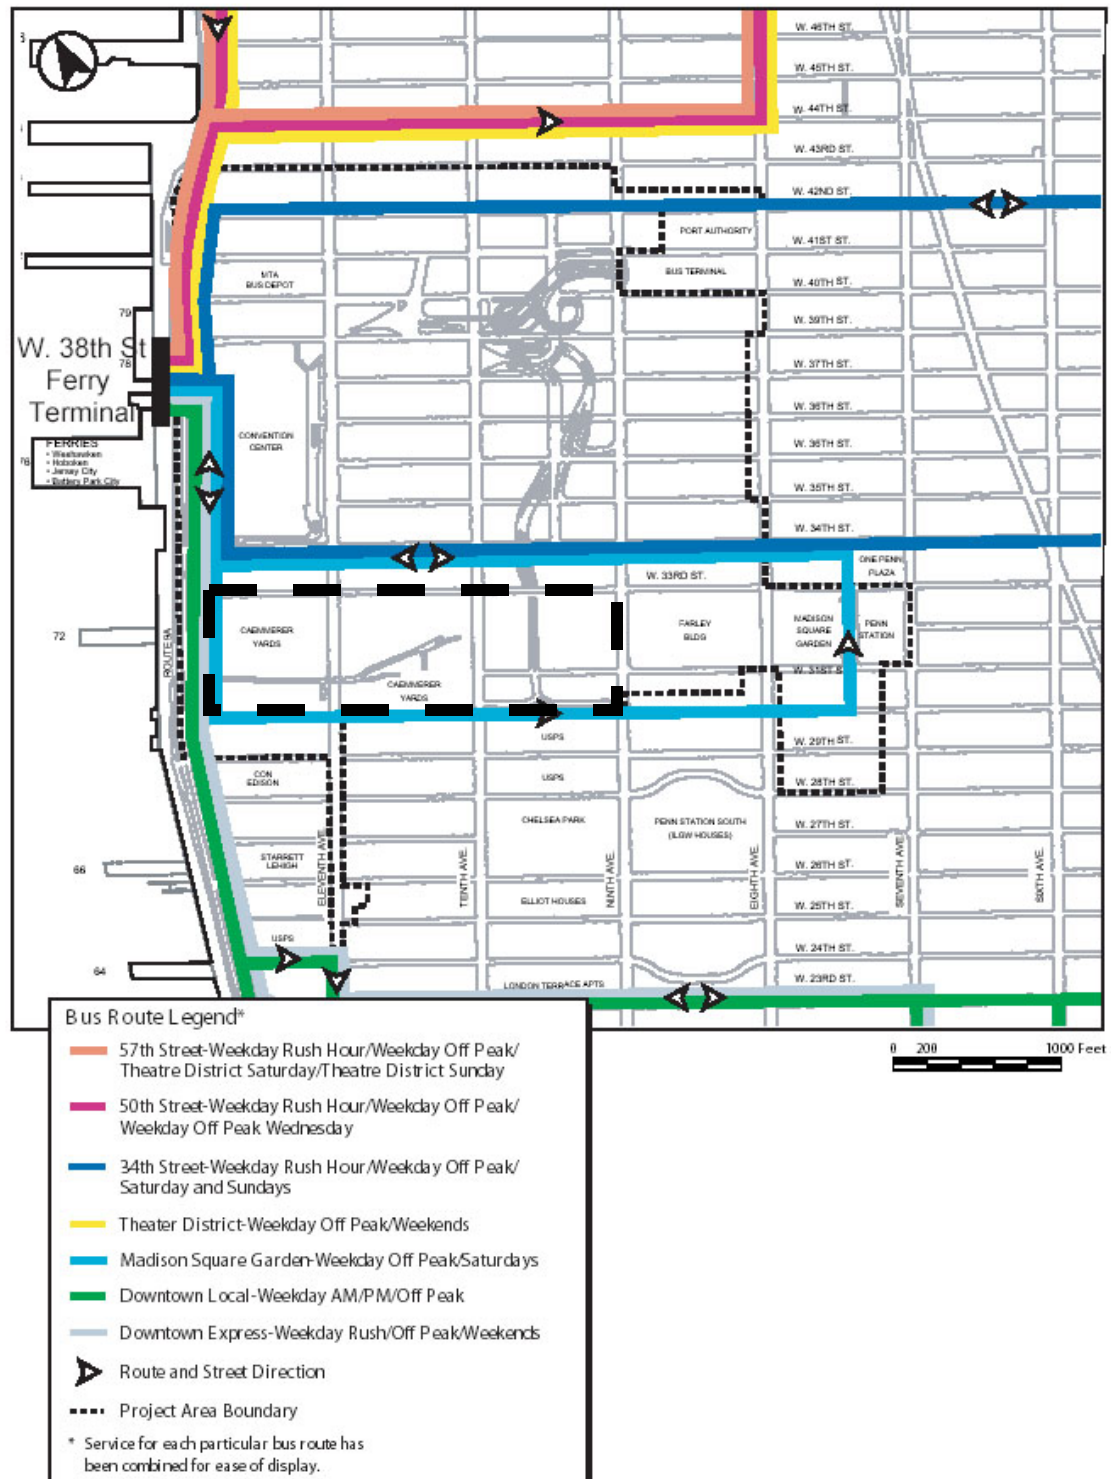 W. 46TH ST.
W. 45TH ST.
W. 44TH ST.
W. 43RD ST.
W. 42ND ST.
PORT AUTHORITY
W. 41ST ST.
MTA
BUS DEPOT
BUS TERMINAL
W. 40TH ST.
79
W. 39TH ST.
W. 38th St
Ferry
Terminal
78
W. 37TH ST.
W. 36TH ST.
CONVENTION
CENTER
FERRIES
• Weehawken
• Hoboken
• Jersey City
• Battery Park City
76
W. 36TH ST.
W. 35TH ST.
W. 34TH ST.
ONE PENN
PLAZA
W. 33RD ST.
72
ROUTE 9A
CAEMMERER
YARDS
FARLEY
BLDG
MADISON
SQUARE
GARDEN
PENN
STATION
W. 31ST S
CAEMMERER
YARDS
USPS
W. 29TH ST.
CON
EDISON
USPS
W. 28TH ST.
CHELSEA PARK
PENN STATION SOUTH
(ILGW HOUSES)
W. 27TH ST.
66
STARRETT
LEHIGH
ELEVENTH AVE.
TENTH AVE.
NINTH AVE.
EIGHTH AVE.
SEVENTH AVE.
SIXTH AVE.
W. 26TH ST.
ELLIOT HOUSES
W. 25TH ST.
USPS
W. 24TH ST.
64
LONDON TERRACE APTS
W. 23RD ST.
Bus Route Legend*
57th Street-Weekday Rush Hour/Weekday Off Peak/
Theatre District Saturday/Theatre District Sunday
50th Street-Weekday Rush Hour/Weekday Off Peak/
Weekday Off Peak Wednesday
34th Street-Weekday Rush Hour/Weekday Off Peak/
Saturday and Sundays
Theater District-Weekday Off Peak/Weekends
Madison Square Garden-Weekday Off Peak/Saturdays
Downtown Local-Weekday AM/PM/Off Peak
Downtown Express-Weekday Rush/Off Peak/Weekends
Route and Street Direction
Project Area Boundary
* Service for each particular bus route has
been combined for ease of display.
0 200 1000 Feet